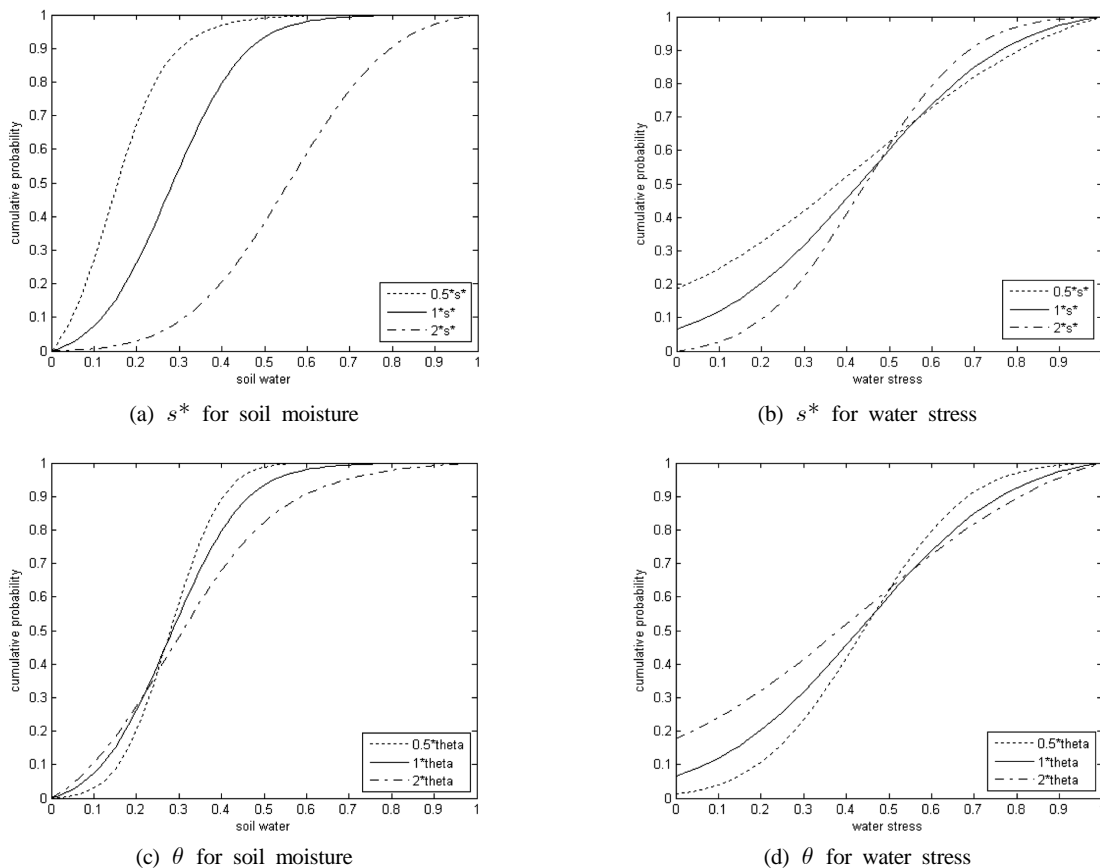 1
0.9
0.8
0.7
0.6
0.5
0.4
0.3
0.2
0.1
0
cumulative probability
0 0.1 0.2 0.3 0.4 0.5 0.6 0.7 0.8 0.9 1
soil water
0.5*s*
1*s*
2*s*
(a) s* for soil moisture
1
0.9
0.8
0.7
0.6
0.5
0.4
0.3
0.2
0.1
0
cumulative probability
0 0.1 0.2 0.3 0.4 0.5 0.6 0.7 0.8 0.9
water stress
0.5*s*
1*s*
2*s*
(b) s* for water stress
1
0.9
0.8
0.7
0.6
0.5
0.4
0.3
0.2
0.1
0
cumulative probability
0 0.1 0.2 0.3 0.4 0.5 0.6 0.7 0.8 0.9 1
soil water
0.5*theta
1*theta
2*theta
(c) θ for soil moisture
1
0.9
0.8
0.7
0.6
0.5
0.4
0.3
0.2
0.1
0
cumulative probability
0 0.1 0.2 0.3 0.4 0.5 0.6 0.7 0.8 0.9
water stress
0.5*theta
1*theta
2*theta
(d) θ for water stress